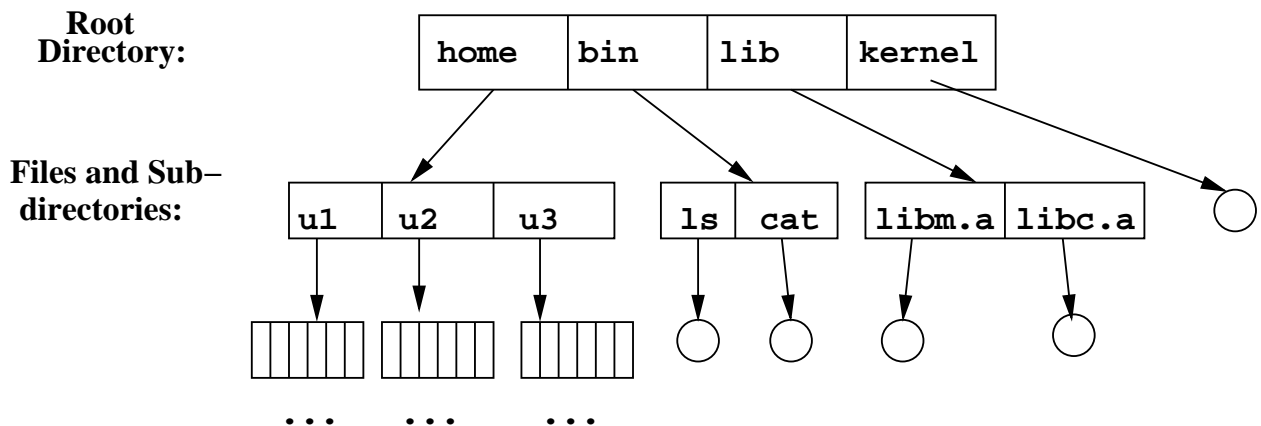 Root
Directory:
home bin lib kernel
Files and Sub–
directories:
u1 u2 u3 ls cat libm.a libc.a
... ... ...